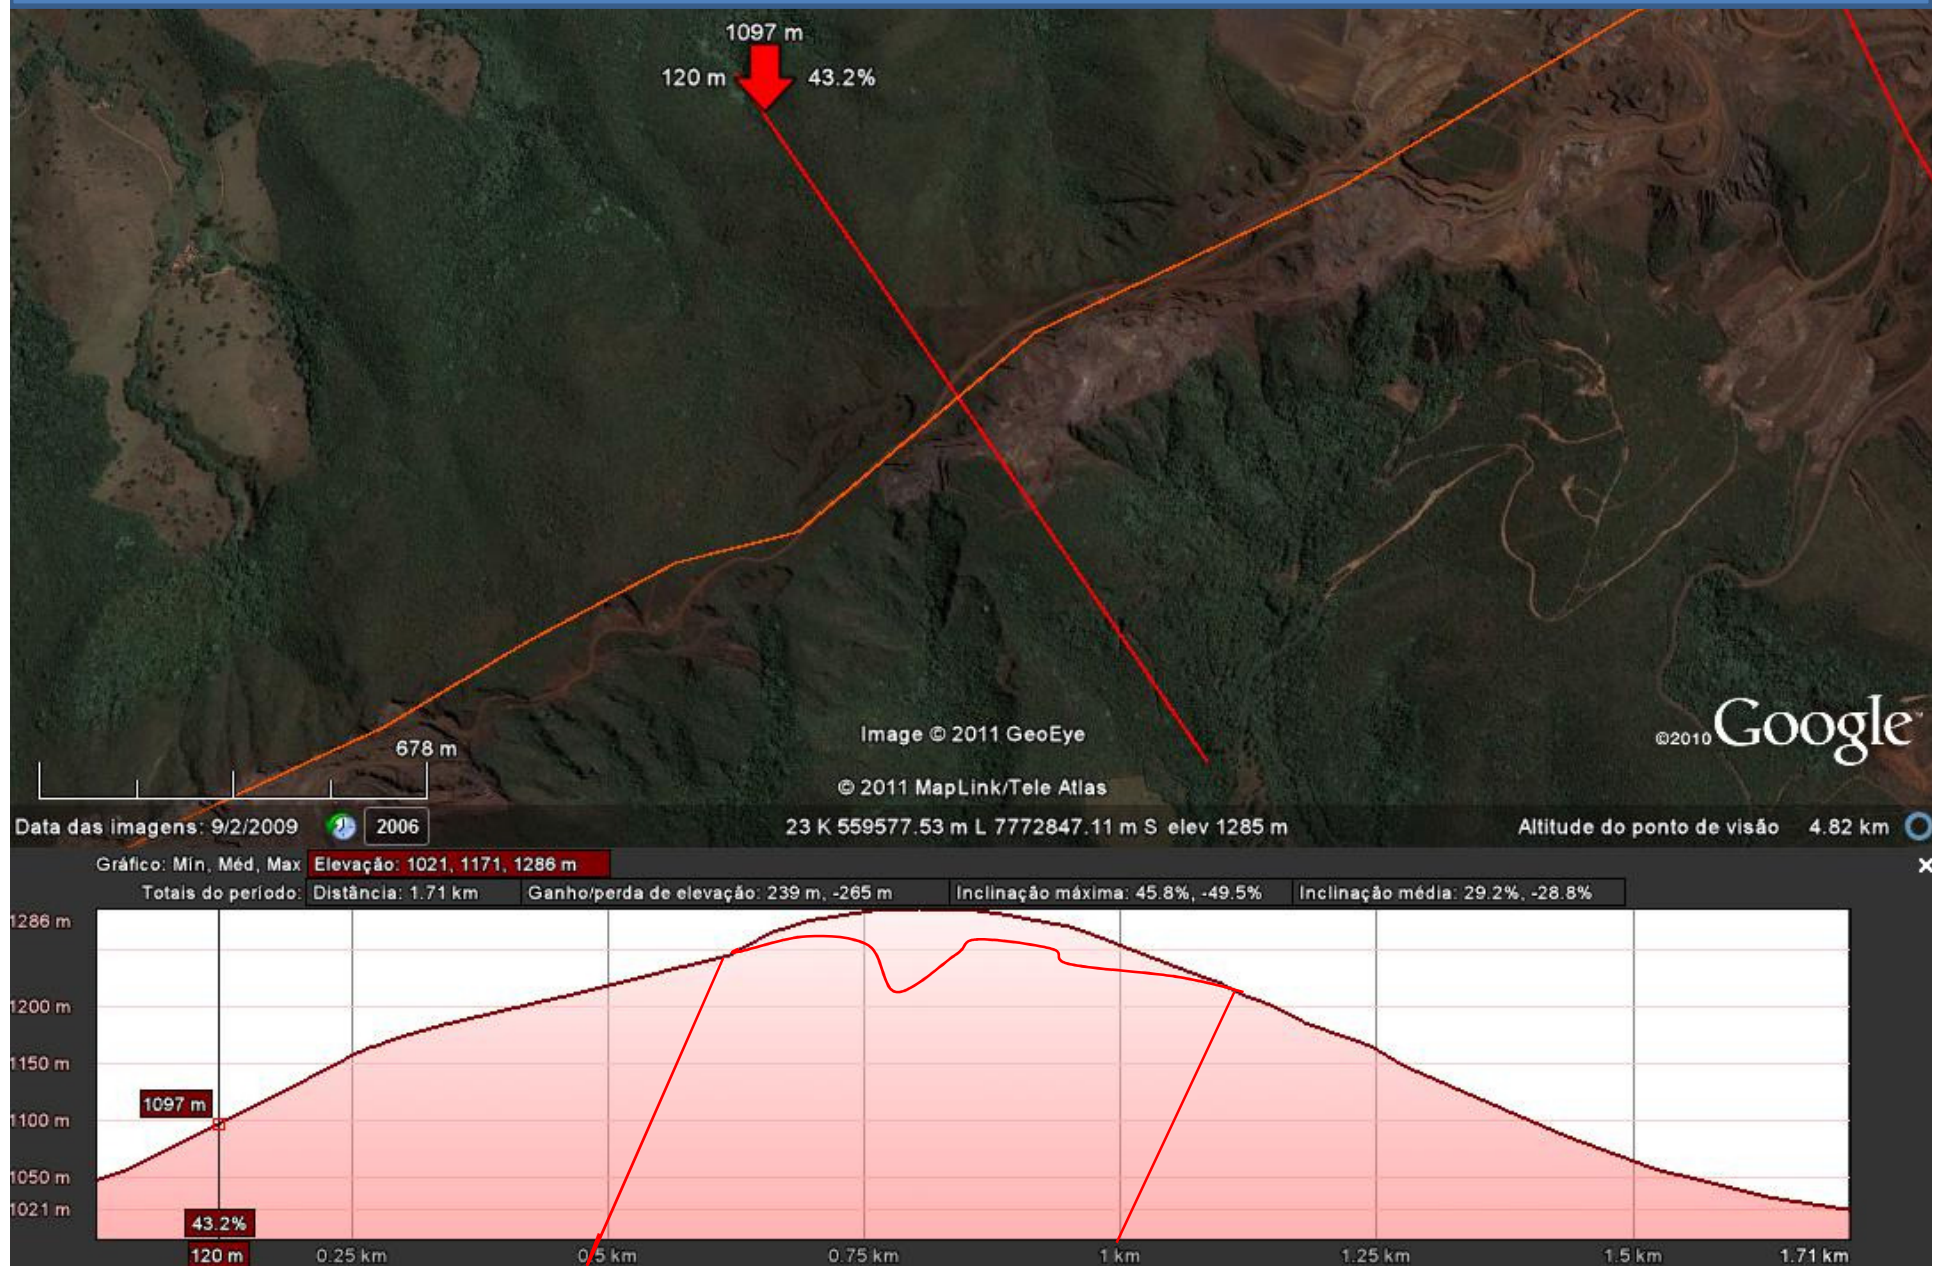 1097 m
120 m 43.2%
678 m
Image © 2011 GeoEye
©2010 Google™
© 2011 MapLink/Tele Atlas
Data das imagens: 9/2/2009 2006 23 K 559577.53 m L 7772847.11 m S elev 1285 m Altitude do ponto de visão 4.82 km
Gráfico: Mín, Méd, Max Elevação: 1021, 1171, 1286 m
Totais do período: Distância: 1.71 km Ganho/perda de elevação: 239 m, -265 m Inclinação máxima: 45.8%, -49.5% Inclinação média: 29.2%, -28.8%
1286 m
1200 m
1150 m
1097 m
1100 m
1050 m
1021 m
43.2%
120 m 0.25 km 0.5 km 0.75 km 1 km 1.25 km 1.5 km 1.71 km